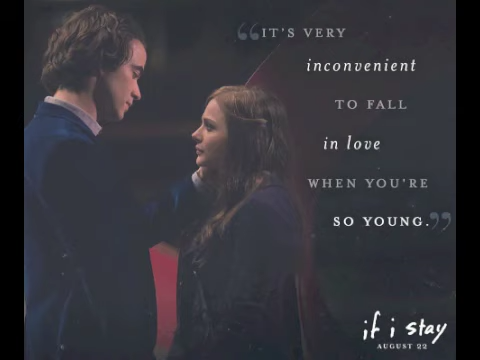 “IT'S VERY
inconvenient
TO FALL
in love
WHEN YOU'RE
SO YOUNG.”
if i stay
AUGUST 22